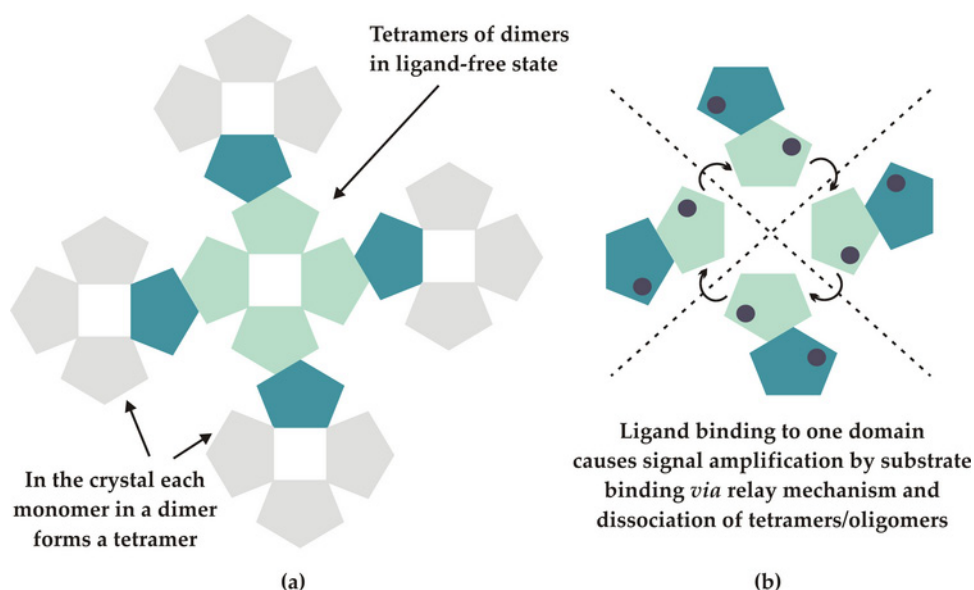 Tetramers of dimers
in ligand-free state
In the crystal each
monomer in a dimer
forms a tetramer
(a)
Ligand binding to one domain
causes signal amplification by substrate
binding via relay mechanism and
dissociation of tetramers/oligomers
(b)